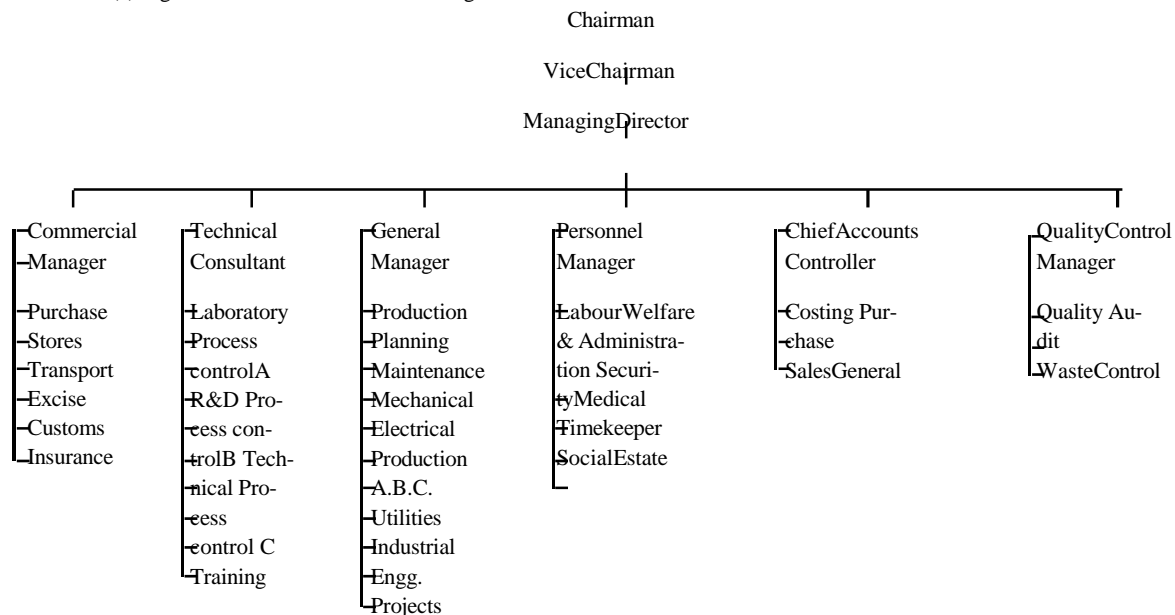 Chairman
ViceChairman
ManagingDirector
Commercial
Manager
Purchase
Stores
Transport
Excise
Customs
Insurance
Technical
Consultant
Laboratory
Process
controlA
R&D Pro-
cess con-
trolB Tech-
nical Pro-
cess
control C
Training
General
Manager
Production
Planning
Maintenance
Mechanical
Electrical
Production
A.B.C.
Utilities
Industrial
Engg.
Projects
Personnel
Manager
LabourWelfare
& Administra-
tion Securi-
tyMedical
Timekeeper
SocialEstate
ChiefAccounts
Controller
Costing Pur-
chase
SalesGeneral
QualityControl
Manager
Quality Au-
dit
WasteControl